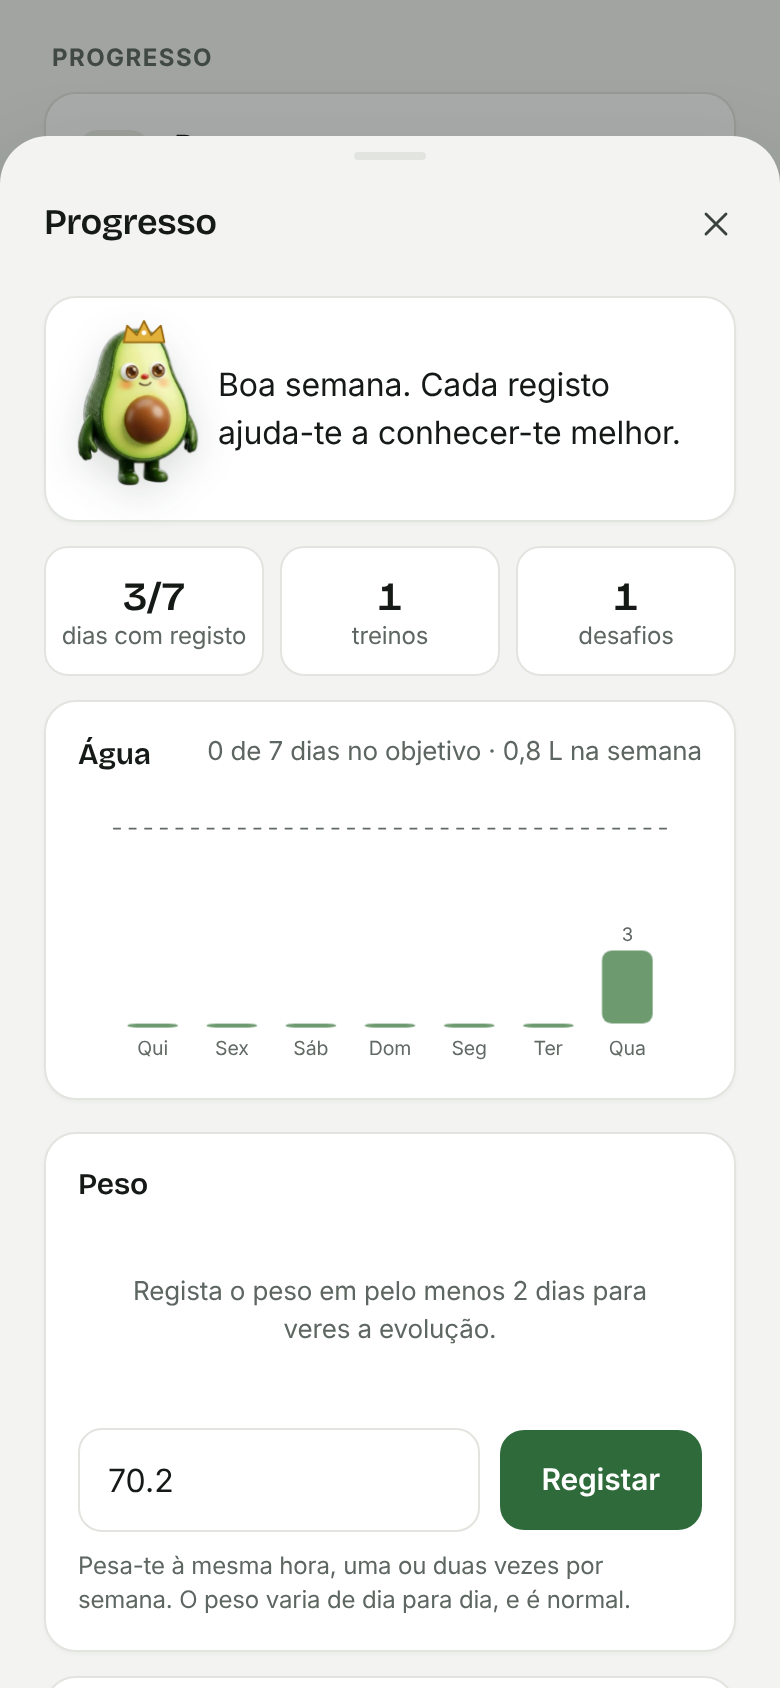 PROGRESSO
Progresso
Boa semana. Cada registo
ajuda-te a conhecer-te melhor.
3/7
dias com registo
1
treinos
1
desafios
Água
0 de 7 dias no objetivo · 0,8 L na semana
3
Qui Sex Sáb Dom Seg Ter Qua
Peso
Regista o peso em pelo menos 2 dias para
veres a evolução.
70.2
Registar
Pesa-te à mesma hora, uma ou duas vezes por
semana. O peso varia de dia para dia, e é normal.